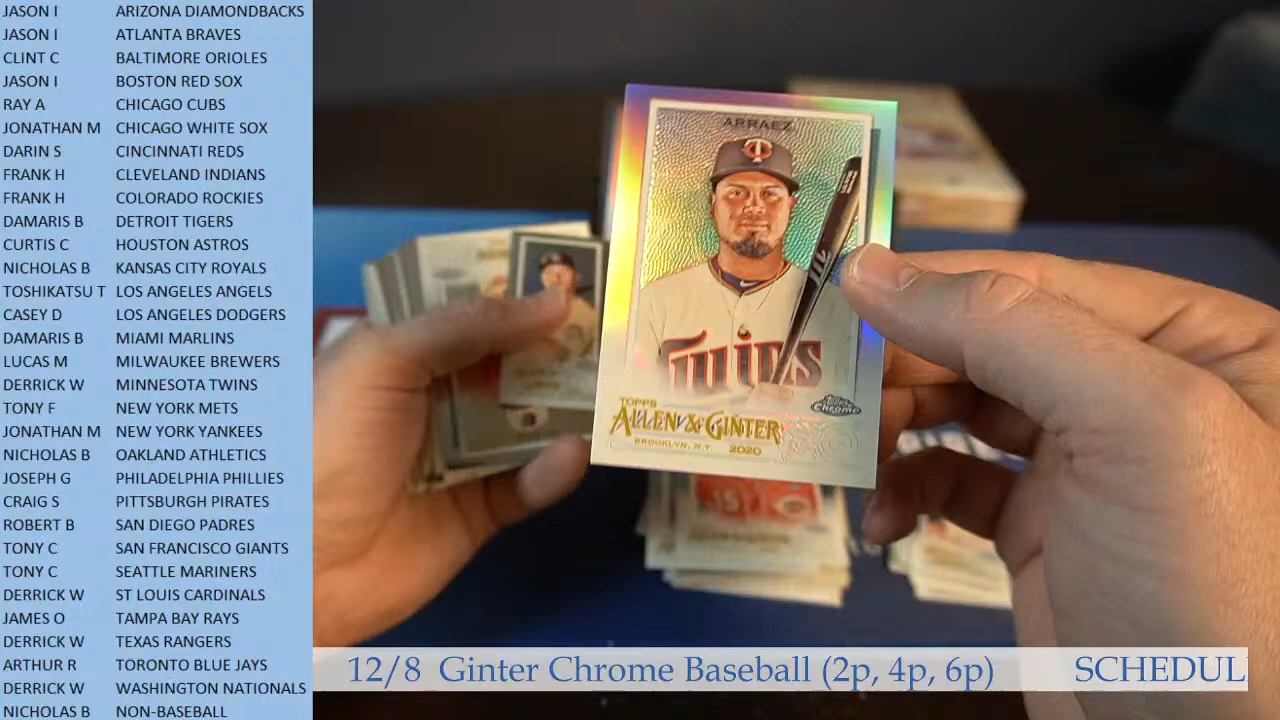 JASON I ARIZONA DIAMONDBACKS
JASON I ATLANTA BRAVES
CLINT C BALTIMORE ORIOLES
JASON I BOSTON RED SOX
RAY A CHICAGO CUBS
JONATHAN M CHICAGO WHITE SOX
DARIN S CINCINNATI REDS
FRANK H CLEVELAND INDIANS
FRANK H COLORADO ROCKIES
DAMARIS B DETROIT TIGERS
CURTIS C HOUSTON ASTROS
NICHOLAS B KANSAS CITY ROYALS
TOSHIKATSU T LOS ANGELES ANGELS
CASEY D LOS ANGELES DODGERS
DAMARIS B MIAMI MARLINS
LUCAS M MILWAUKEE BREWERS
DERRICK W MINNESOTA TWINS
TONY F NEW YORK METS
JONATHAN M NEW YORK YANKEES
NICHOLAS B OAKLAND ATHLETICS
JOSEPH G PHILADELPHIA PHILLIES
CRAIG S PITTSBURGH PIRATES
ROBERT B SAN DIEGO PADRES
TONY C SAN FRANCISCO GIANTS
TONY C SEATTLE MARINERS
DERRICK W ST LOUIS CARDINALS
JAMES O TAMPA BAY RAYS
DERRICK W TEXAS RANGERS
ARTHUR R TORONTO BLUE JAYS
DERRICK W WASHINGTON NATIONALS
NICHOLAS B NON-BASEBALL
ARRAEZ
Twins
TOPPS
ALLEN & GINTER
BROOKLYN, N.Y. 2020
Topps
Chrome
12/8 Ginter Chrome Baseball (2p, 4p, 6p) SCHEDUL